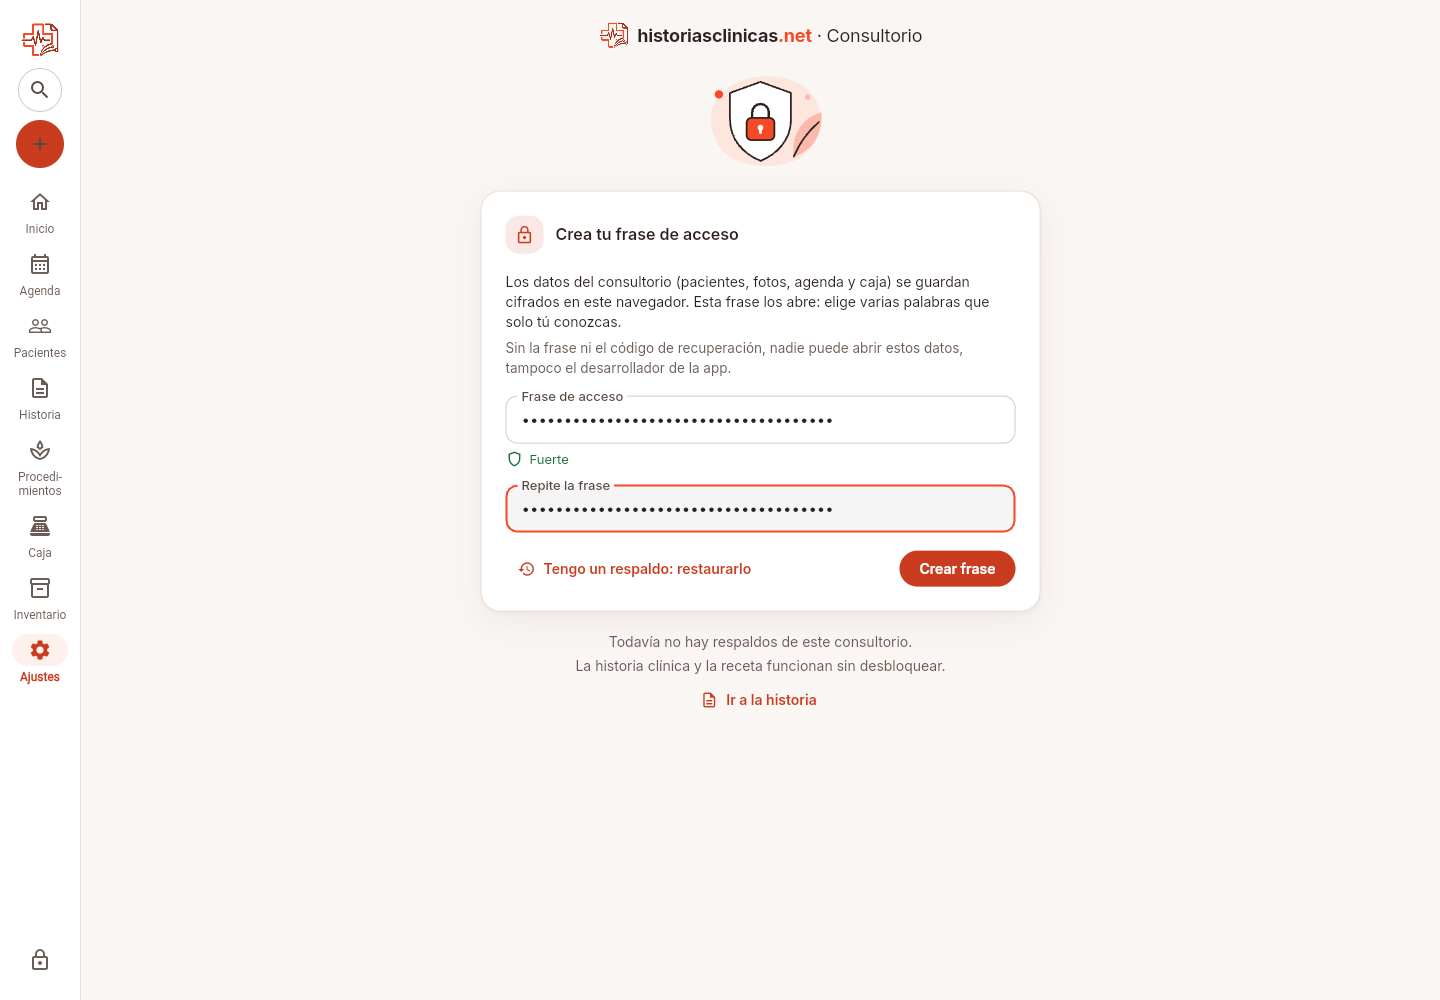 historiasclinicas.net · Consultorio
Inicio
Agenda
Pacientes
Historia
Procedi-
mientos
Caja
Inventario
Ajustes
Crea tu frase de acceso
Los datos del consultorio (pacientes, fotos, agenda y caja) se guardan
cifrados en este navegador. Esta frase los abre: elige varias palabras que
solo tú conozcas.
Sin la frase ni el código de recuperación, nadie puede abrir estos datos,
tampoco el desarrollador de la app.
Frase de acceso
•••••••••••••••••••••••••••••••••••••
Fuerte
Repite la frase
•••••••••••••••••••••••••••••••••••••
Tengo un respaldo: restaurarlo
Crear frase
Todavía no hay respaldos de este consultorio.
La historia clínica y la receta funcionan sin desbloquear.
Ir a la historia